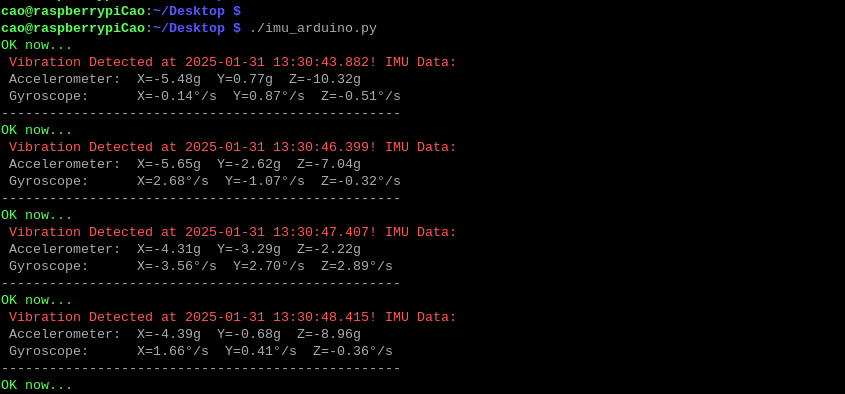 cao@raspberrypiCao:~/Desktop $
cao@raspberrypiCao:~/Desktop $ ./imu_arduino.py
OK now...
 Vibration Detected at 2025-01-31 13:30:43.882! IMU Data:
 Accelerometer:  X=-5.48g  Y=0.77g  Z=-10.32g
 Gyroscope:      X=-0.14°/s  Y=0.87°/s  Z=-0.51°/s
--------------------------------------------------
OK now...
 Vibration Detected at 2025-01-31 13:30:46.399! IMU Data:
 Accelerometer:  X=-5.65g  Y=-2.62g  Z=-7.04g
 Gyroscope:      X=2.68°/s  Y=-1.07°/s  Z=-0.32°/s
--------------------------------------------------
OK now...
 Vibration Detected at 2025-01-31 13:30:47.407! IMU Data:
 Accelerometer:  X=-4.31g  Y=-3.29g  Z=-2.22g
 Gyroscope:      X=-3.56°/s  Y=2.70°/s  Z=2.89°/s
--------------------------------------------------
OK now...
 Vibration Detected at 2025-01-31 13:30:48.415! IMU Data:
 Accelerometer:  X=-4.39g  Y=-0.68g  Z=-8.96g
 Gyroscope:      X=1.66°/s  Y=0.41°/s  Z=-0.36°/s
--------------------------------------------------
OK now...